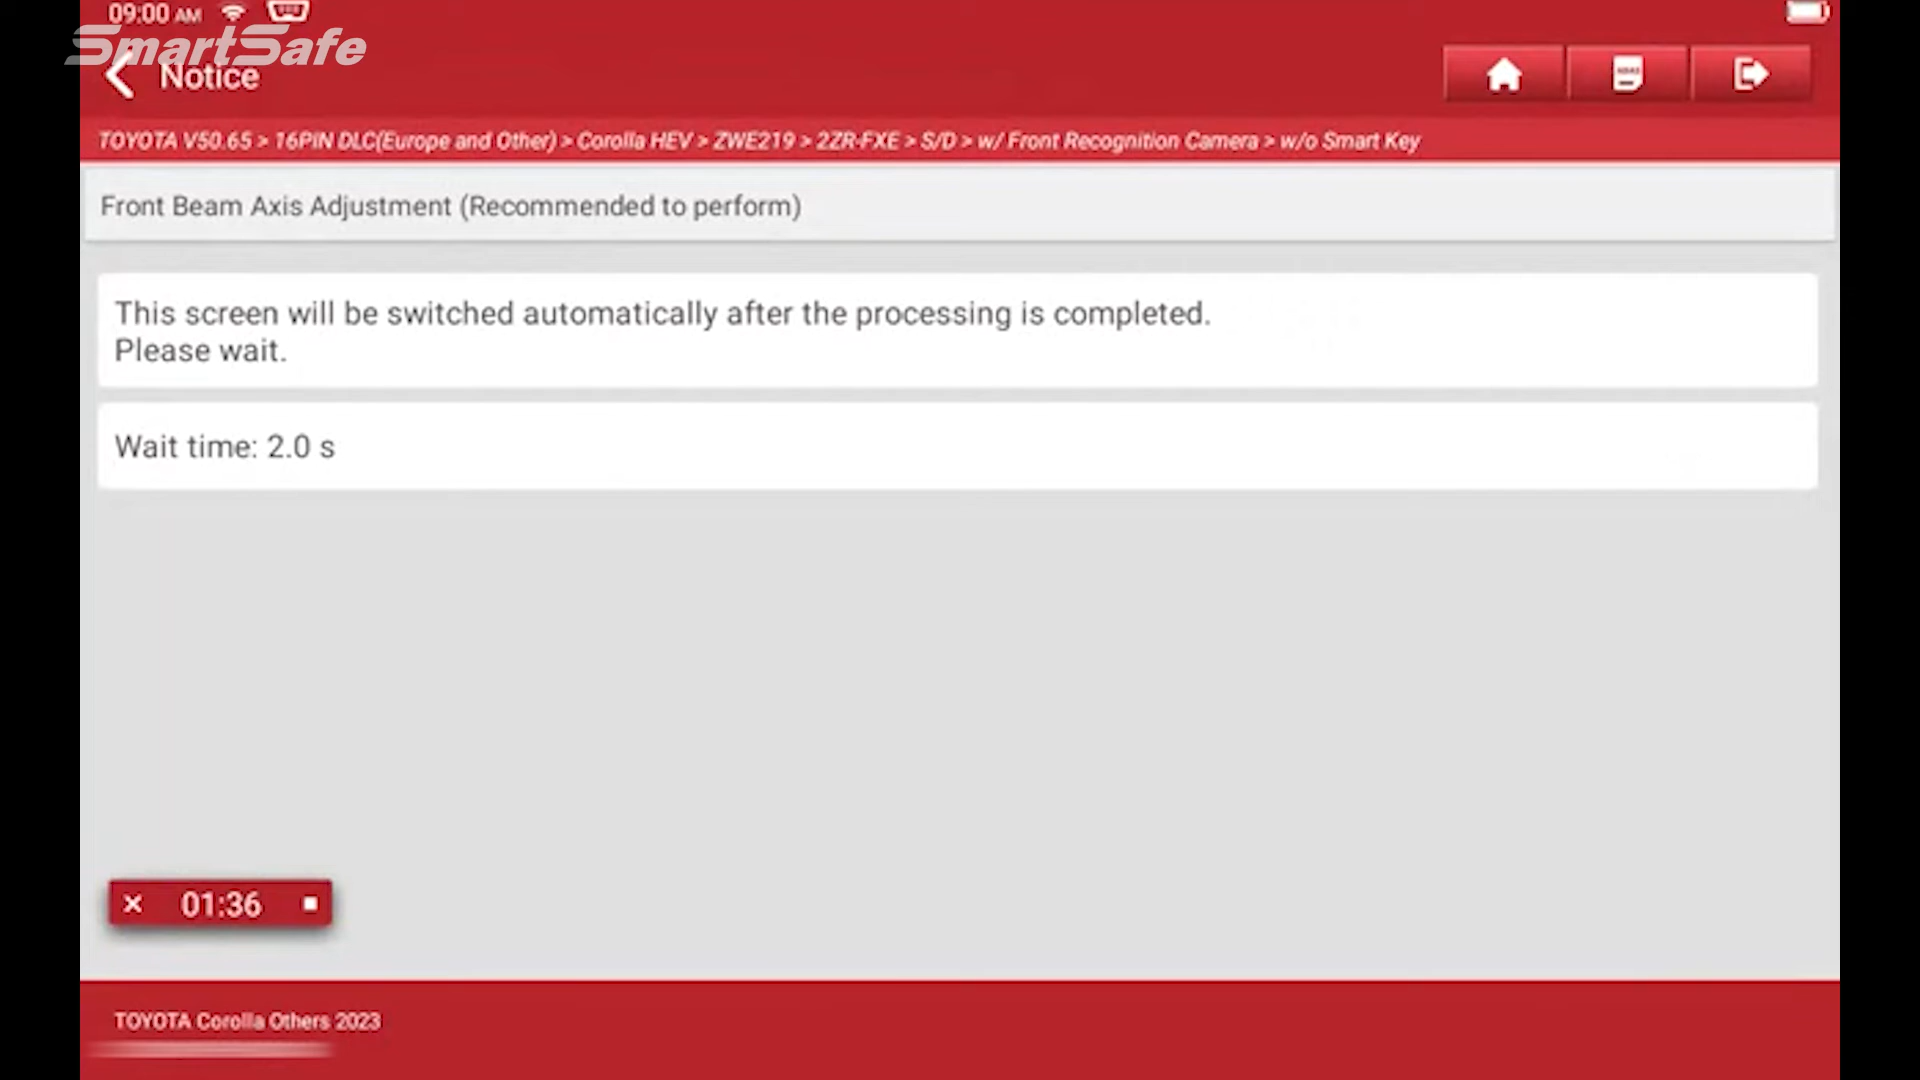 09:00 AM
SmartSafe
Notice
TOYOTA V50.65 > 16PIN DLC(Europe and Other) > Corolla HEV > ZWE219 > 2ZR-FXE > S/D > w/ Front Recognition Camera > w/o Smart Key
Front Beam Axis Adjustment (Recommended to perform)
This screen will be switched automatically after the processing is completed.
Please wait.
Wait time: 2.0 s
01:36
TOYOTA Corolla Others 2023